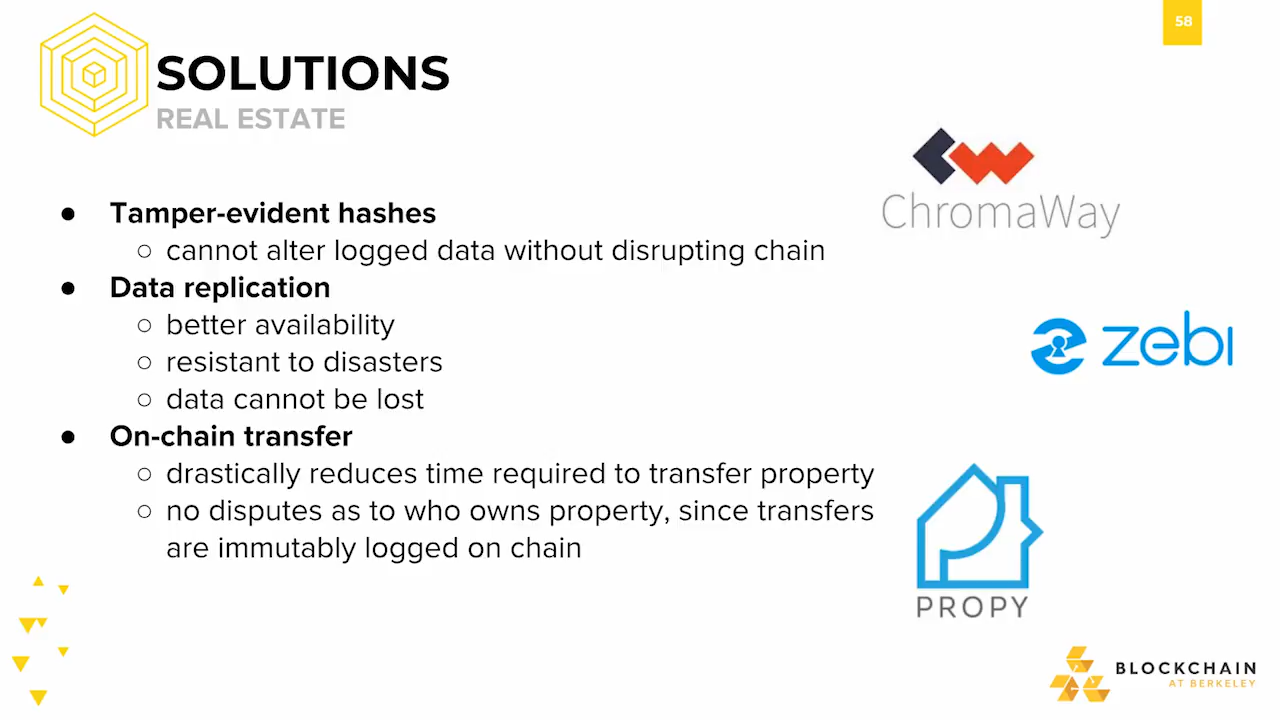 58
SOLUTIONS
REAL ESTATE
● Tamper-evident hashes
○ cannot alter logged data without disrupting chain
● Data replication
○ better availability
○ resistant to disasters
○ data cannot be lost
● On-chain transfer
○ drastically reduces time required to transfer property
○ no disputes as to who owns property, since transfers
are immutably logged on chain
ChromaWay
zebi
PROPY
BLOCKCHAIN
AT BERKELEY